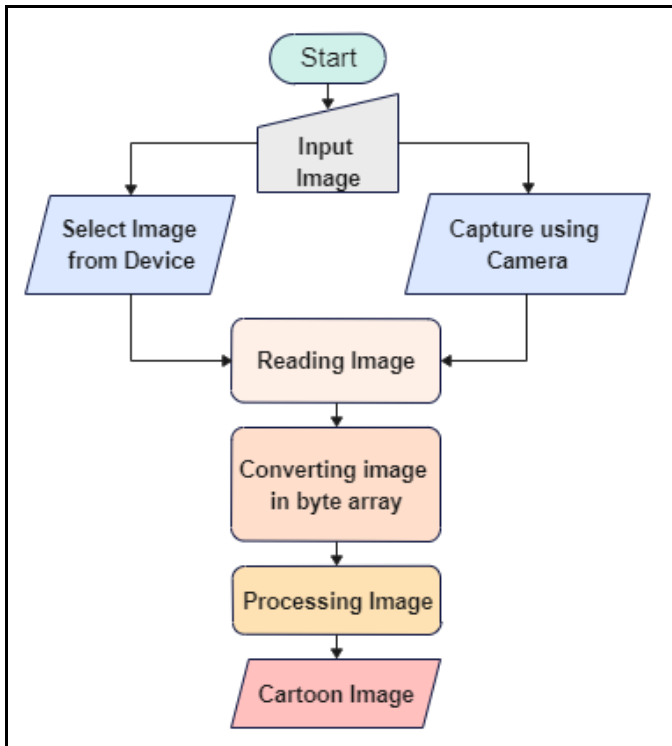 Start
Input
Image
Select Image
from Device
Capture using
Camera
Reading Image
Converting image
in byte array
Processing Image
Cartoon Image